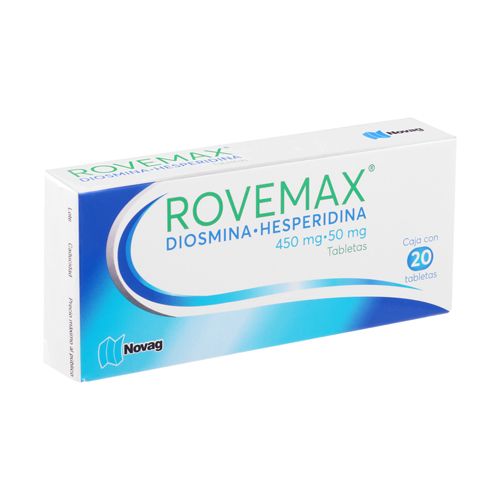 Novag
ROVEMAX®
DIOSMINA•HESPERIDINA
450 mg•50 mg
Tabletas
Caja con
20
tabletas
Novag
Lote
Caducidad
Precio máximo al público